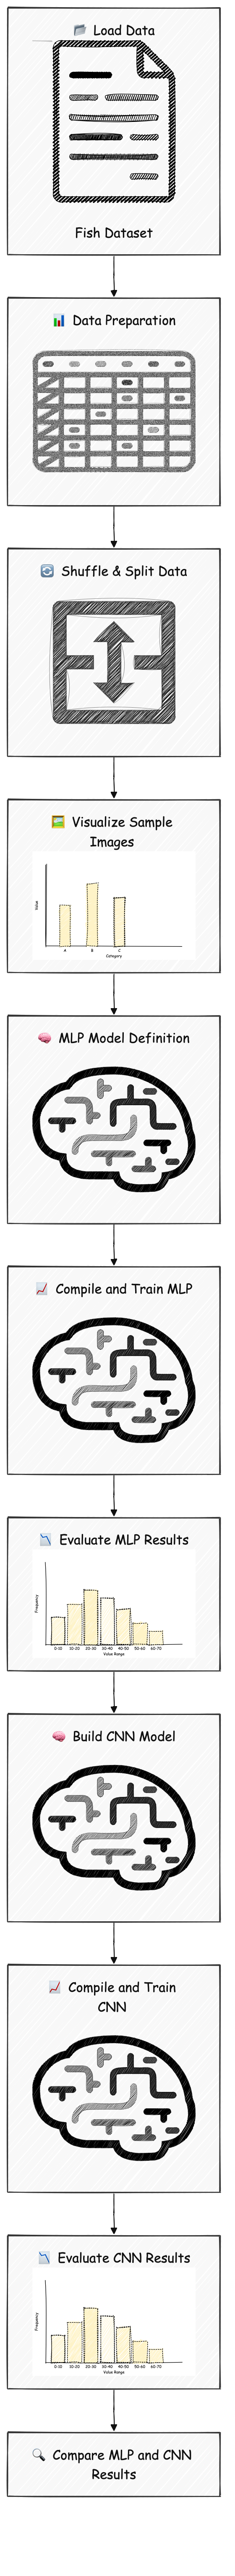 📂 Load Data
Fish Dataset
📊 Data Preparation
🔄 Shuffle & Split Data
🖼️ Visualize Sample
Images
Value
A B C
Category
🧠 MLP Model Definition
📈 Compile and Train MLP
📉 Evaluate MLP Results
Frequency
0-10 10-20 20-30 30-40 40-50 50-60 60-70
Value Range
🧠 Build CNN Model
📈 Compile and Train
CNN
📉 Evaluate CNN Results
Frequency
0-10 10-20 20-30 30-40 40-50 50-60 60-70
Value Range
🔍 Compare MLP and CNN
Results